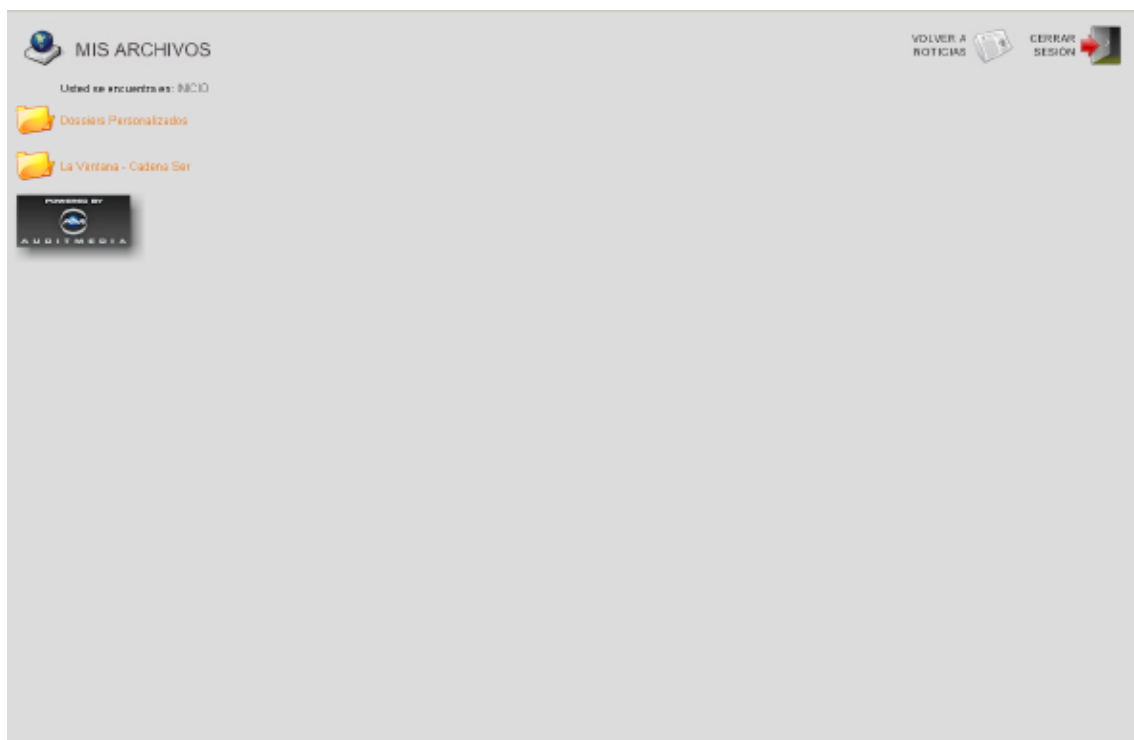 MIS ARCHIVOS
VOLVER A
NOTICIAS
CERRAR
SESIÓN
Usted se encuentra en: INICIO
Dossiers Personalizados
La Ventana - Cadena Ser
POWERED BY
AUDITMEDIA